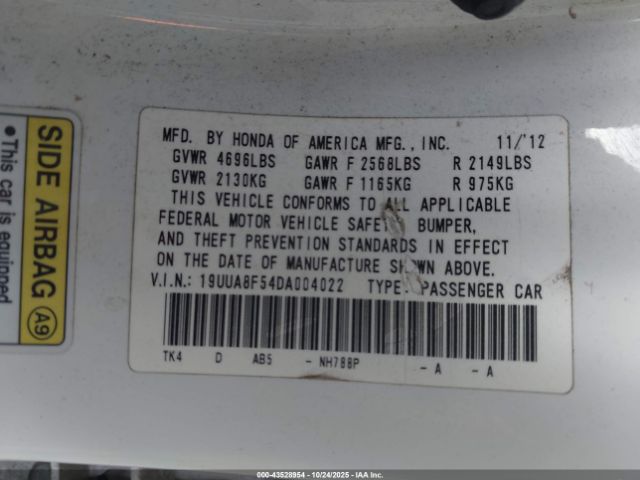 MFD. BY HONDA OF AMERICA MFG., INC. 11/'12
GVWR 4696LBS GAWR F 2568LBS R 2149LBS
GVWR 2130KG GAWR F 1165KG R 975KG
THIS VEHICLE CONFORMS TO ALL APPLICABLE
FEDERAL MOTOR VEHICLE SAFETY, BUMPER,
AND THEFT PREVENTION STANDARDS IN EFFECT
ON THE DATE OF MANUFACTURE SHOWN ABOVE.
V.I.N.: 19UUA8F54DA004022 TYPE: PASSENGER CAR
TK4 D AB5 - NH788P - A - A
SIDE AIRBAG A9
•This car is equipped
000-43528954 - 10/24/2025 - IAA.com